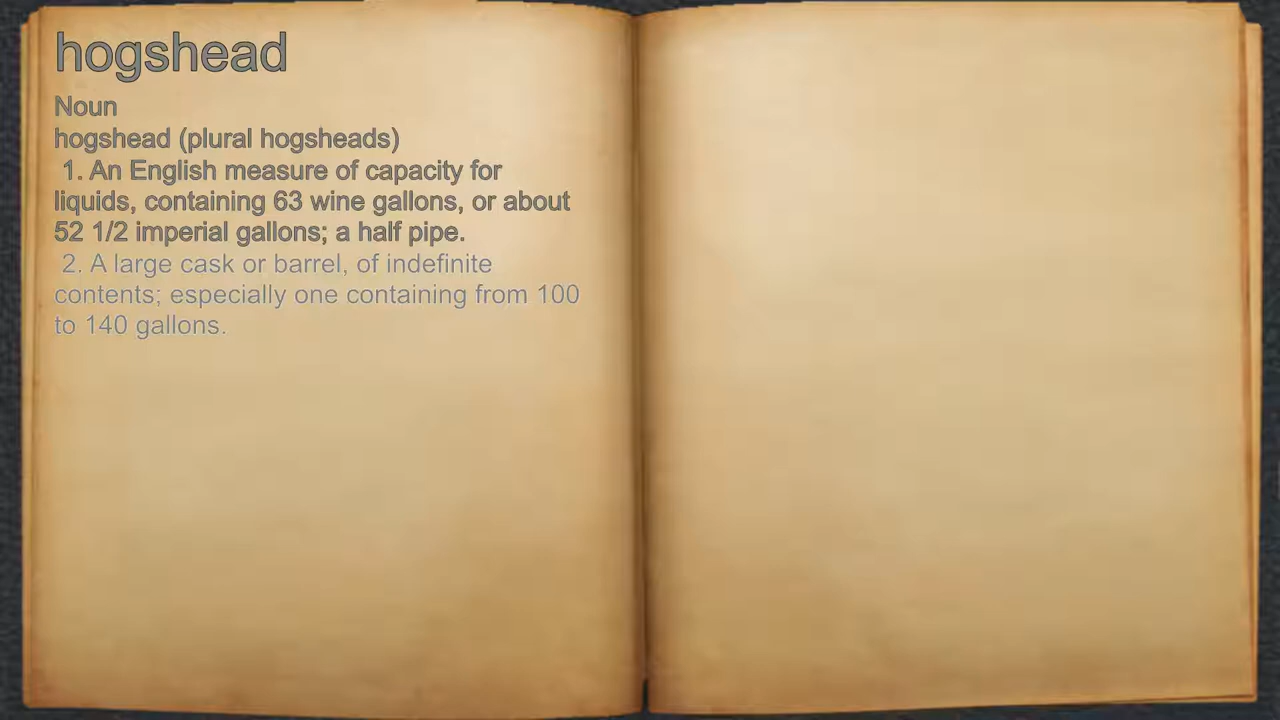 hogshead
Noun
hogshead (plural hogsheads)
1. An English measure of capacity for
liquids, containing 63 wine gallons, or about
52 1/2 imperial gallons; a half pipe.
2. A large cask or barrel, of indefinite
contents; especially one containing from 100
to 140 gallons.